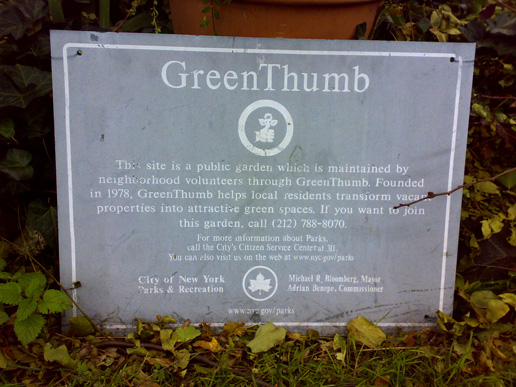 GreenThumb
This site is a public garden which is maintained by
neighborhood volunteers through GreenThumb. Founded
in 1978, GreenThumb helps local residents transform vacant
properties into attractive green spaces. If you want to join
this garden, call (212) 788-8070.
For more information about Parks,
call the City's Citizen Service Center at 311.
You can also visit us on the web at www.nyc.gov/parks
City of New York
Parks & Recreation
Michael R. Bloomberg, Mayor
Adrian Benepe, Commissioner
www.nyc.gov/parks